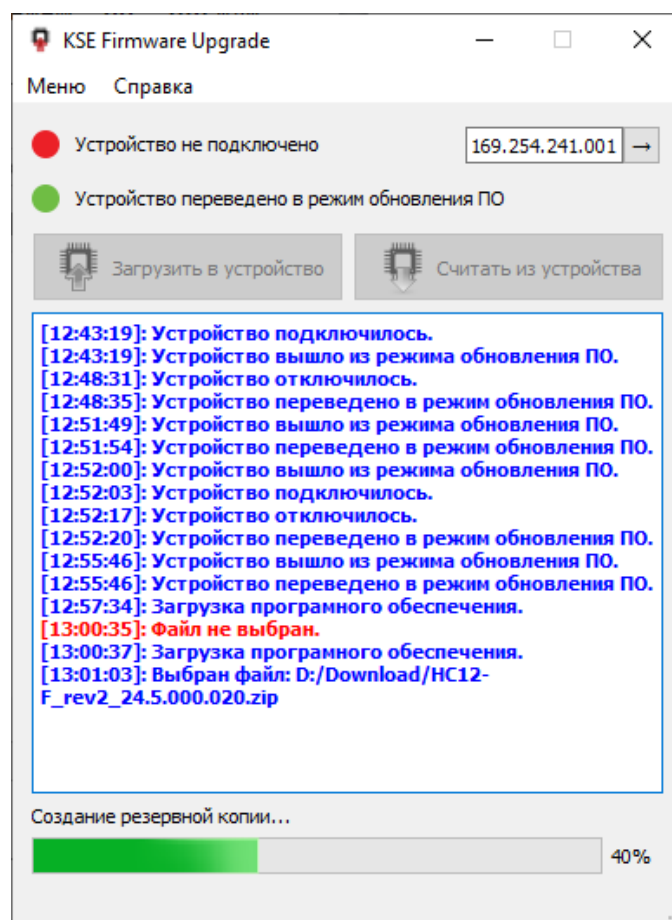 KSE Firmware Upgrade
Меню Справка
Устройство не подключено 169.254.241.001 →
Устройство переведено в режим обновления ПО
Загрузить в устройство Считать из устройства
[12:43:19]: Устройство подключилось.
[12:43:19]: Устройство вышло из режима обновления ПО.
[12:48:31]: Устройство отключилось.
[12:48:35]: Устройство переведено в режим обновления ПО.
[12:51:49]: Устройство вышло из режима обновления ПО.
[12:51:54]: Устройство переведено в режим обновления ПО.
[12:52:00]: Устройство вышло из режима обновления ПО.
[12:52:03]: Устройство подключилось.
[12:52:17]: Устройство отключилось.
[12:52:20]: Устройство переведено в режим обновления ПО.
[12:55:46]: Устройство вышло из режима обновления ПО.
[12:55:46]: Устройство переведено в режим обновления ПО.
[12:57:34]: Загрузка програмного обеспечения.
[13:00:35]: Файл не выбран.
[13:00:37]: Загрузка програмного обеспечения.
[13:01:03]: Выбран файл: D:/Download/HC12-
F_rev2_24.5.000.020.zip
Создание резервной копии...
40%